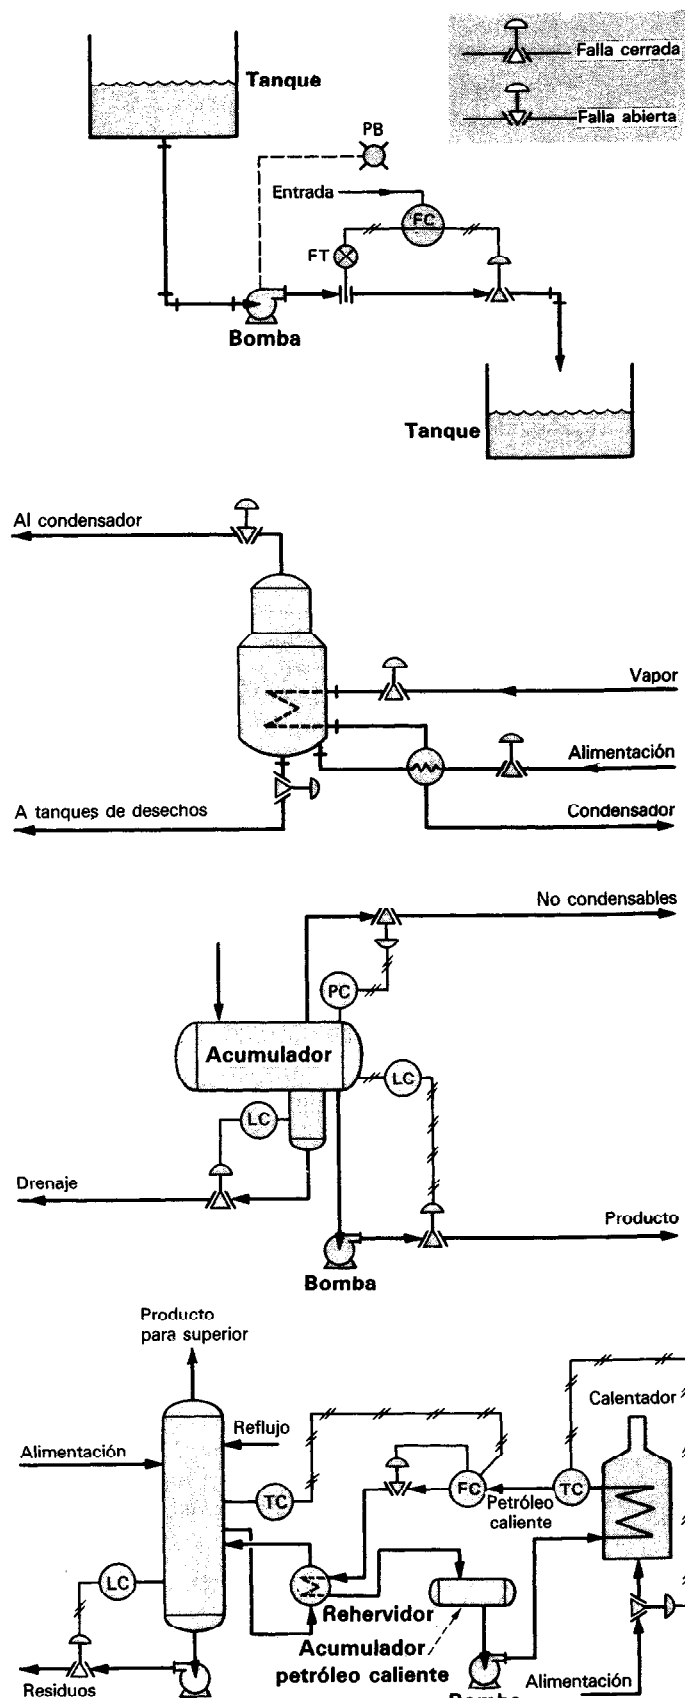 Falla cerrada
Falla abierta
Tanque
PB
Entrada
FC
FT
Bomba
Tanque
Al condensador
Vapor
Alimentación
A tanques de desechos
Condensador
No condensables
PC
Acumulador
LC
LC
Drenaje
Producto
Bomba
Producto
para superior
Calentador
Reflujo
Alimentación
TC
FC
TC
Petróleo
caliente
LC
Rehervidor
Acumulador
petróleo caliente
Residuos
Alimentación
Bomba